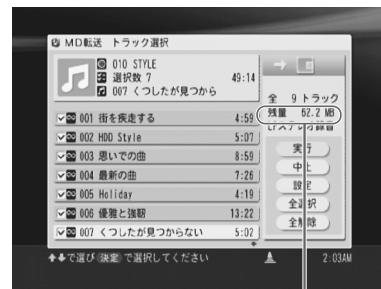 MD転送 トラック選択
010 STYLE
選択数 7 49:14
007 くつしたが見つから
全 9トラック
残量 62.2 MB
001 街を疾走する 4:59
002 HDD Style 5:07
003 思いでの曲 8:59
004 最新の曲 7:26
005 Holiday 4:19
006 優雅と強靭 13:22
007 くつしたが見つからない 5:02
実行
中止
設定
全選択
全解除
で選び 決定 で選択してください
2:03AM